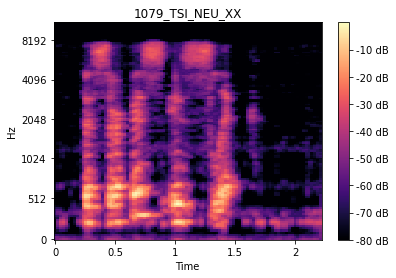 1079_TSI_NEU_XX
8192
4096
2048
1024
512
0
Hz
0
0.5
1
1.5
2
Time
-10 dB
-20 dB
-30 dB
-40 dB
-50 dB
-60 dB
-70 dB
-80 dB